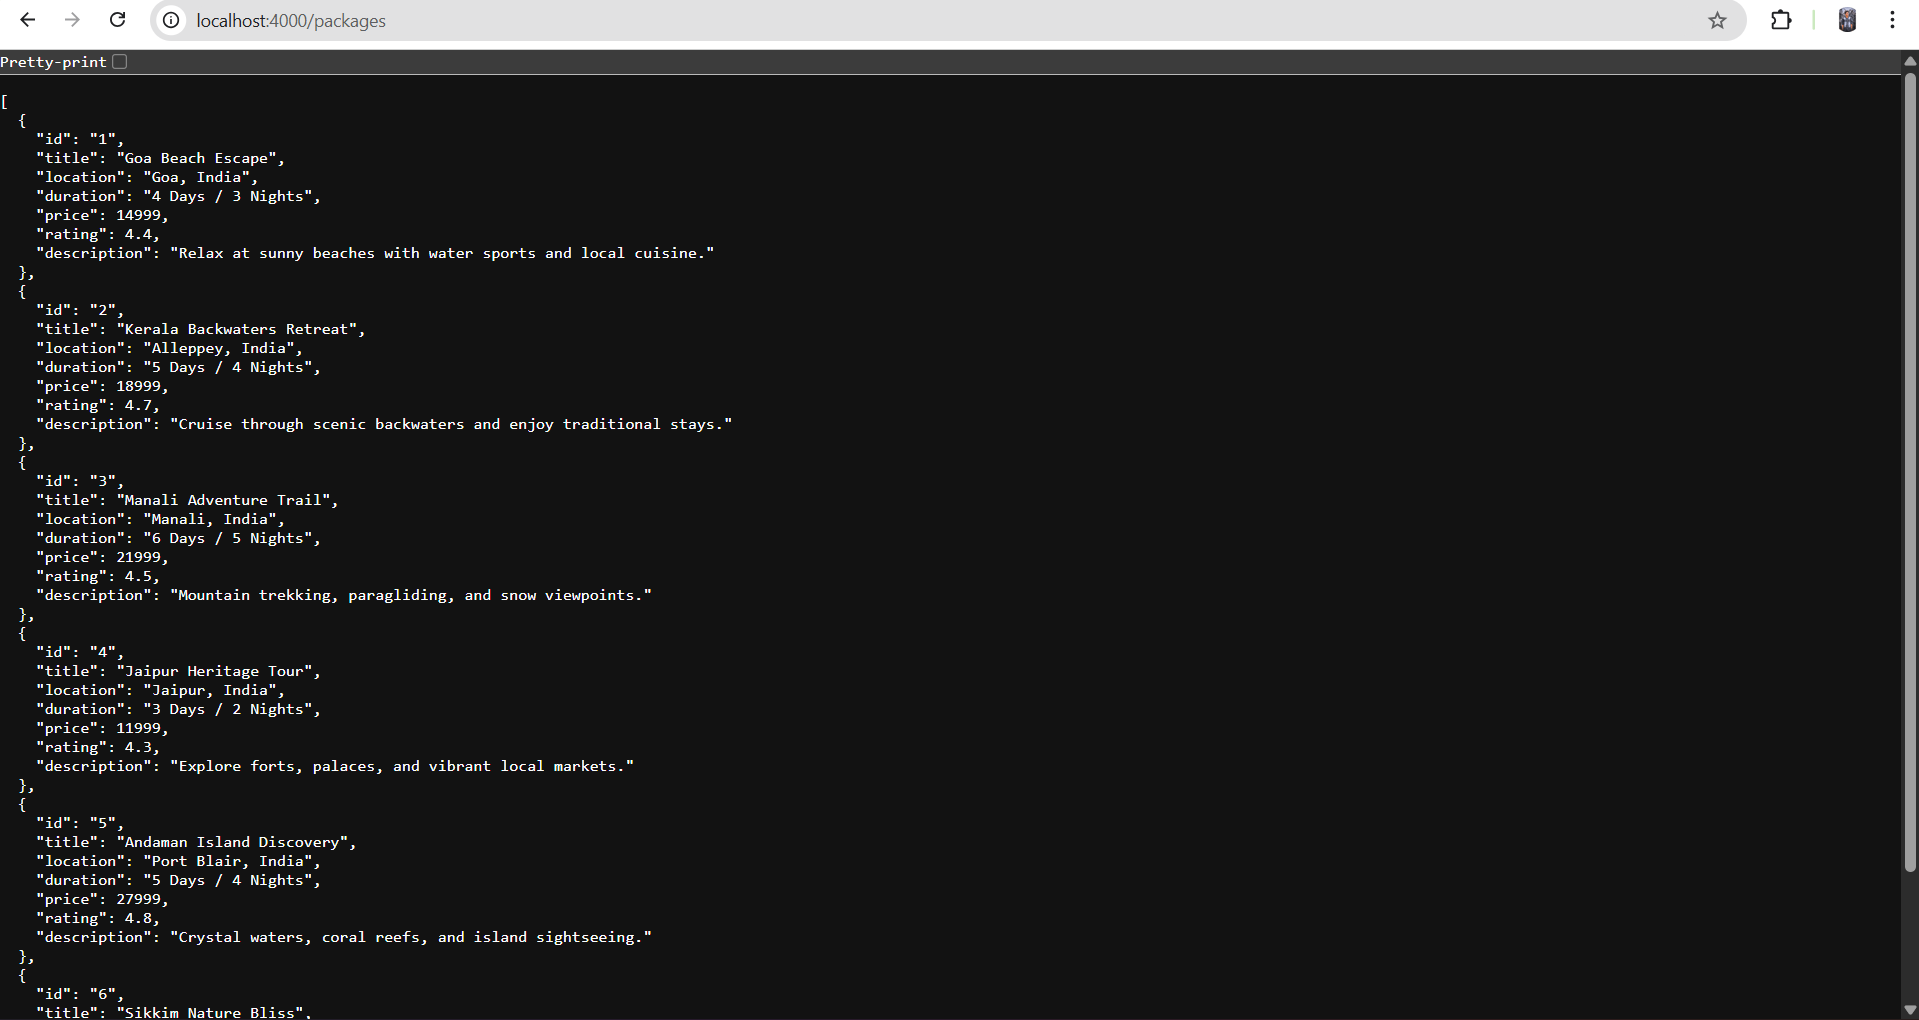 localhost:4000/packages
Pretty-print
[
  {
    "id": "1",
    "title": "Goa Beach Escape",
    "location": "Goa, India",
    "duration": "4 Days / 3 Nights",
    "price": 14999,
    "rating": 4.4,
    "description": "Relax at sunny beaches with water sports and local cuisine."
  },
  {
    "id": "2",
    "title": "Kerala Backwaters Retreat",
    "location": "Alleppey, India",
    "duration": "5 Days / 4 Nights",
    "price": 18999,
    "rating": 4.7,
    "description": "Cruise through scenic backwaters and enjoy traditional stays."
  },
  {
    "id": "3",
    "title": "Manali Adventure Trail",
    "location": "Manali, India",
    "duration": "6 Days / 5 Nights",
    "price": 21999,
    "rating": 4.5,
    "description": "Mountain trekking, paragliding, and snow viewpoints."
  },
  {
    "id": "4",
    "title": "Jaipur Heritage Tour",
    "location": "Jaipur, India",
    "duration": "3 Days / 2 Nights",
    "price": 11999,
    "rating": 4.3,
    "description": "Explore forts, palaces, and vibrant local markets."
  },
  {
    "id": "5",
    "title": "Andaman Island Discovery",
    "location": "Port Blair, India",
    "duration": "5 Days / 4 Nights",
    "price": 27999,
    "rating": 4.8,
    "description": "Crystal waters, coral reefs, and island sightseeing."
  },
  {
    "id": "6",
    "title": "Sikkim Nature Bliss",